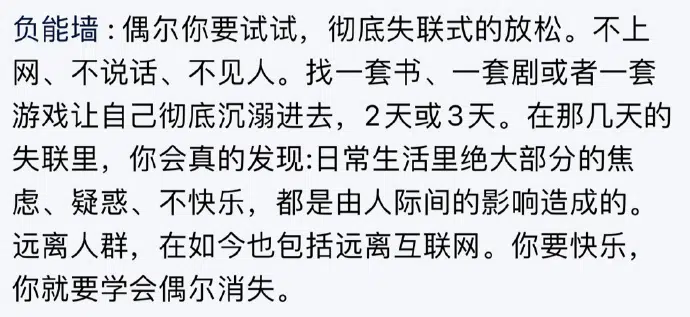 负能墙：偶尔你要试试，彻底失联式的放松。不上
网、不说话、不见人。找一套书、一套剧或者一套
游戏让自己彻底沉溺进去，2天或3天。在那几天的
失联里，你会真的发现:日常生活里绝大部分的焦
虑、疑惑、不快乐，都是由人际间的影响造成的。
远离人群，在如今也包括远离互联网。你要快乐，
你就要学会偶尔消失。